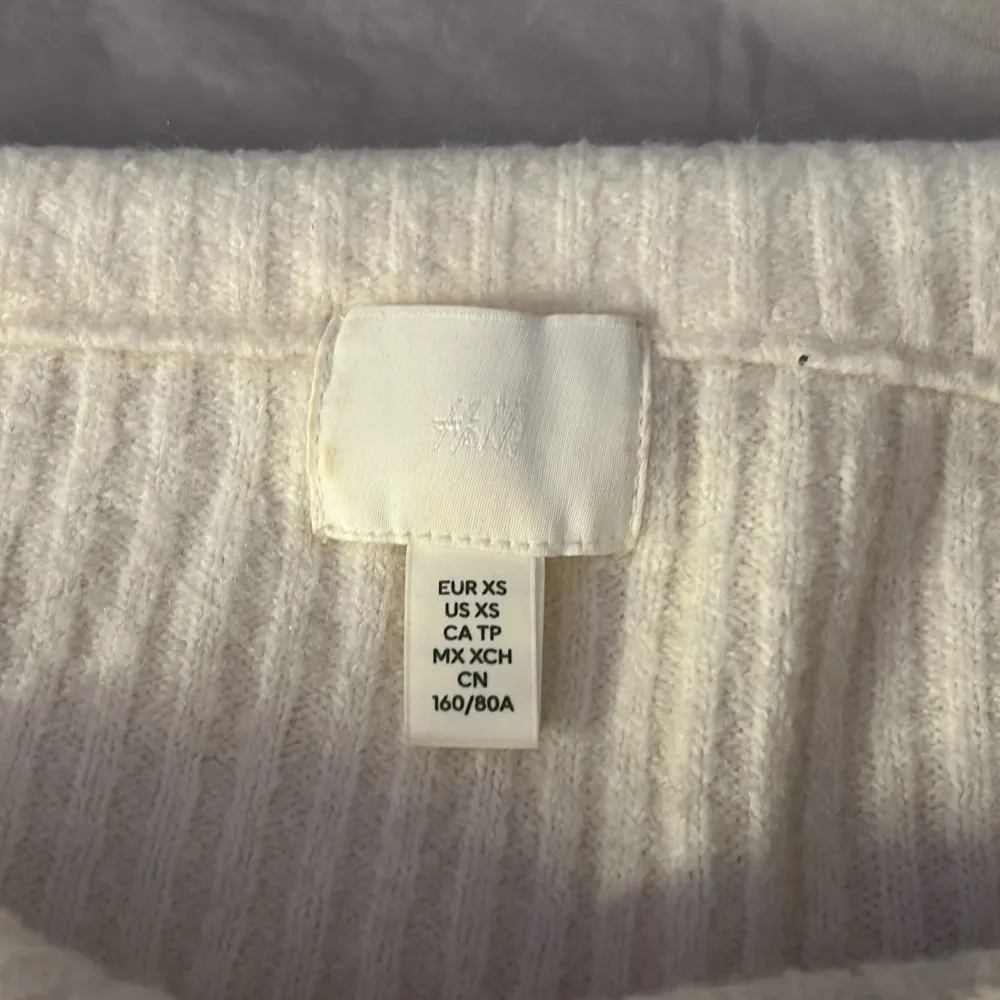 H&M
EUR XS
US XS
CA TP
MX XCH
CN
160/80A